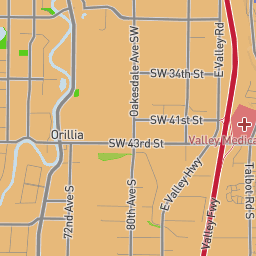 Oakesdale Ave SW
E Valley Rd
SW 34th St
SW 41st St
Orillia
SW 43rd St
Valley Medica
E Valley Hwy
72nd Ave S
80th Ave S
Valley Fwy
Talbot Rd S